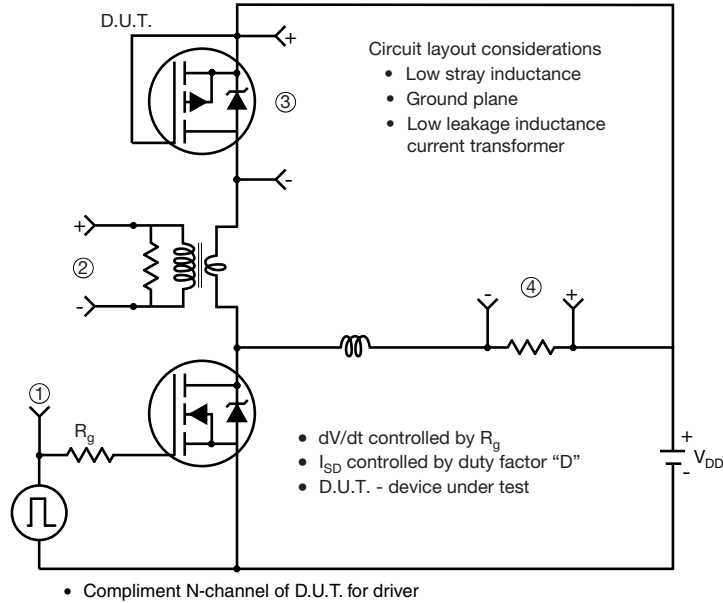 D.U.T.
+
Circuit layout considerations
• Low stray inductance
• Ground plane
• Low leakage inductance
current transformer
③
-
+
②
-
-
④
+
①
Rg
• dV/dt controlled by Rg
• ISD controlled by duty factor “D”
• D.U.T. - device under test
+
VDD
-
• Compliment N-channel of D.U.T. for driver